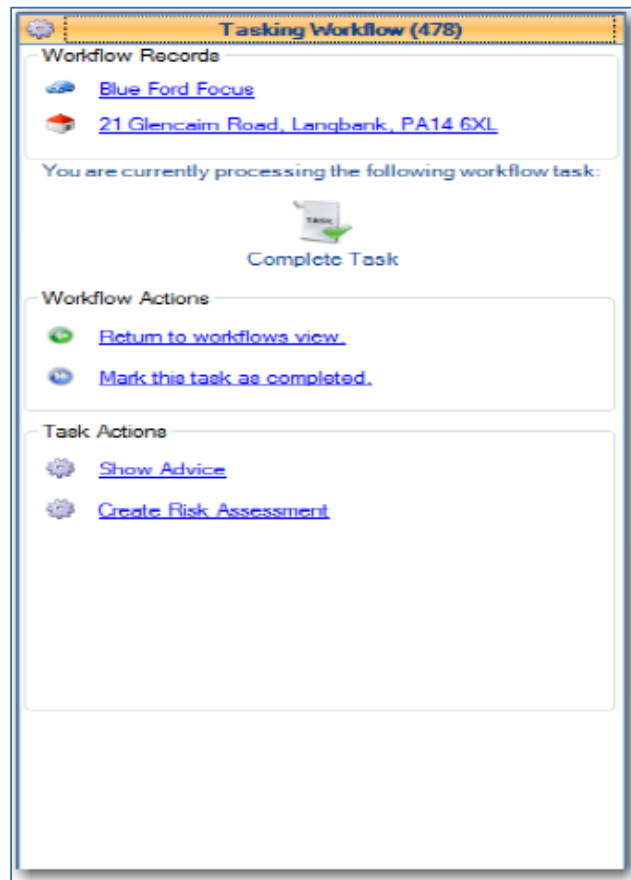 Tasking Workflow (478)
Workflow Records
Blue Ford Focus
21 Glencairn Road, Langbank, PA14 6XL
You are currently processing the following workflow task:
TASK
Complete Task
Workflow Actions
Return to workflows view.
Mark this task as completed.
Task Actions
Show Advice
Create Risk Assessment